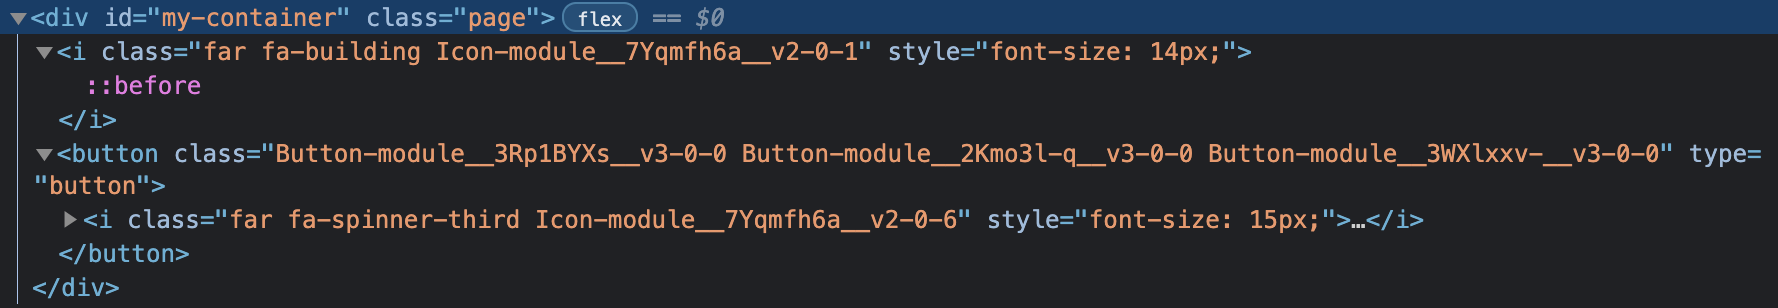 <div id="my-container" class="page"> flex == $0
<i class="far fa-building Icon-module__7Yqmfh6a__v2-0-1" style="font-size: 14px;">
::before
</i>
<button class="Button-module__3Rp1BYXs__v3-0-0 Button-module__2Kmo3l-q__v3-0-0 Button-module__3WXlxxv-__v3-0-0" type=
"button">
<i class="far fa-spinner-third Icon-module__7Yqmfh6a__v2-0-6" style="font-size: 15px;">…</i>
</button>
</div>